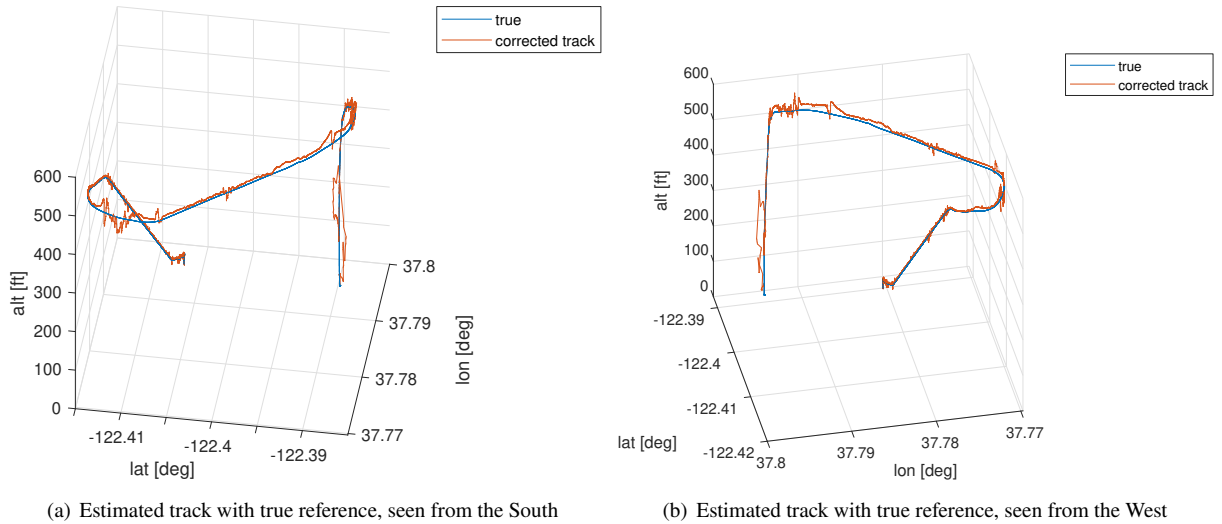 true
corrected track
600
500
400
300
200
100
0
alt [ft]
-122.41
-122.4
-122.39
lat [deg]
37.8
37.79
37.78
37.77
lon [deg]
(a) Estimated track with true reference, seen from the South
true
corrected track
600
500
400
300
200
100
0
alt [ft]
-122.39
-122.4
-122.41
-122.42
lat [deg]
37.8
37.79
37.78
37.77
lon [deg]
(b) Estimated track with true reference, seen from the West